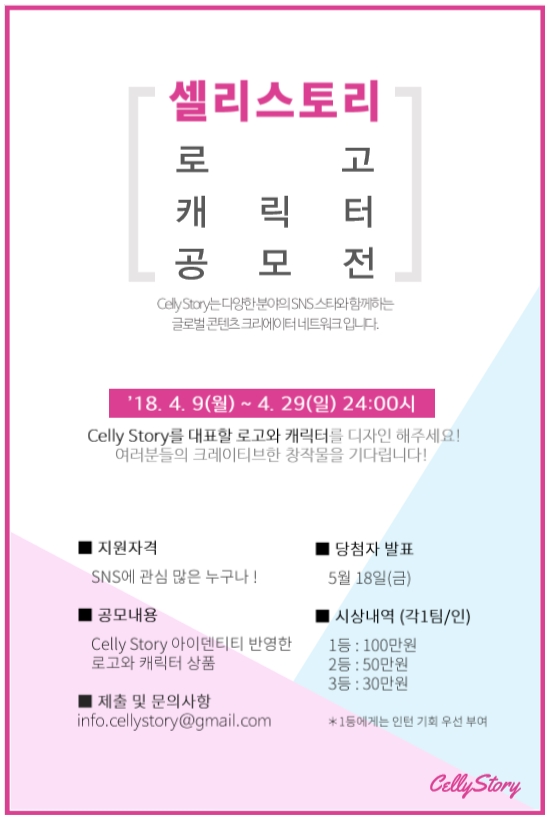 셀리스토리
로 고
캐 릭 터
공 모 전
Celly Story는 다양한 분야의 SNS 스타와 함께하는
글로벌 콘텐츠 크리에이터 네트워크 입니다.
’18. 4. 9(월) ~ 4. 29(일) 24:00시
Celly Story를 대표할 로고와 캐릭터를 디자인 해주세요!
여러분들의 크레이티브한 창작물을 기다립니다!
■ 지원자격
SNS에 관심 많은 누구나 !
■ 공모내용
Celly Story 아이덴티티 반영한
로고와 캐릭터 상품
■ 제출 및 문의사항
info.cellystory@gmail.com
■ 당첨자 발표
5월 18일(금)
■ 시상내역 (각1팀/인)
1등 : 100만원
2등 : 50만원
3등 : 30만원
*1등에게는 인턴 기회 우선 부여
CellyStory